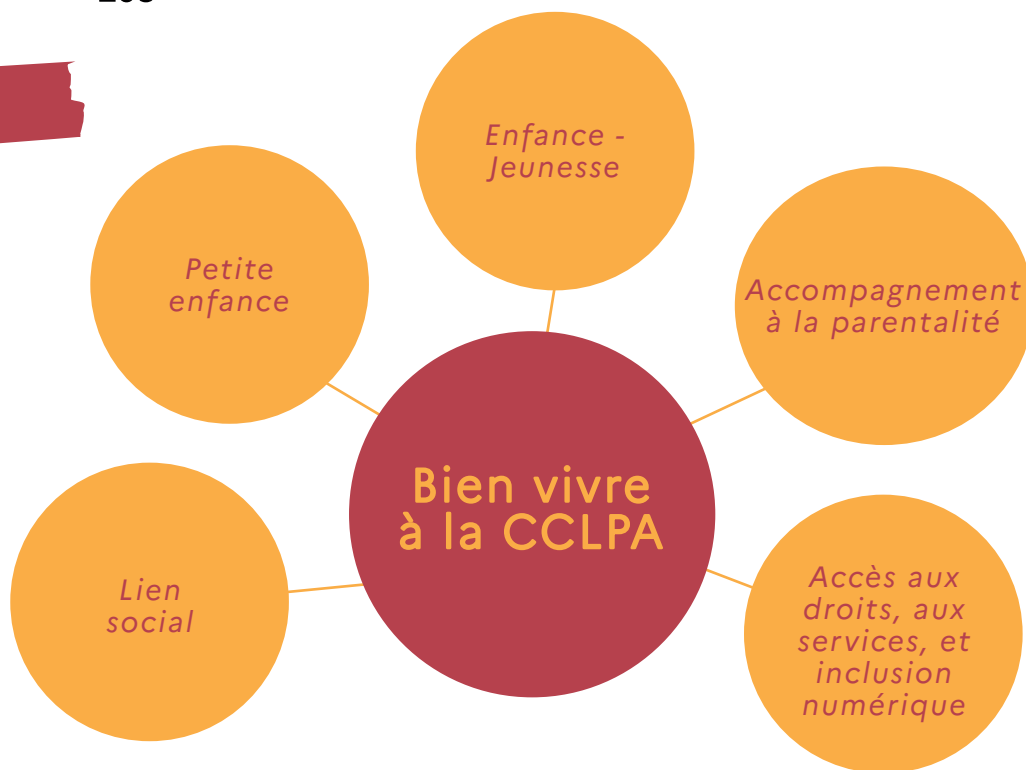 Enfance -
Jeunesse
Petite
enfance
Accompagnement
à la parentalité
Bien vivre
à la CCLPA
Lien
social
Accès aux
droits, aux
services, et
inclusion
numérique